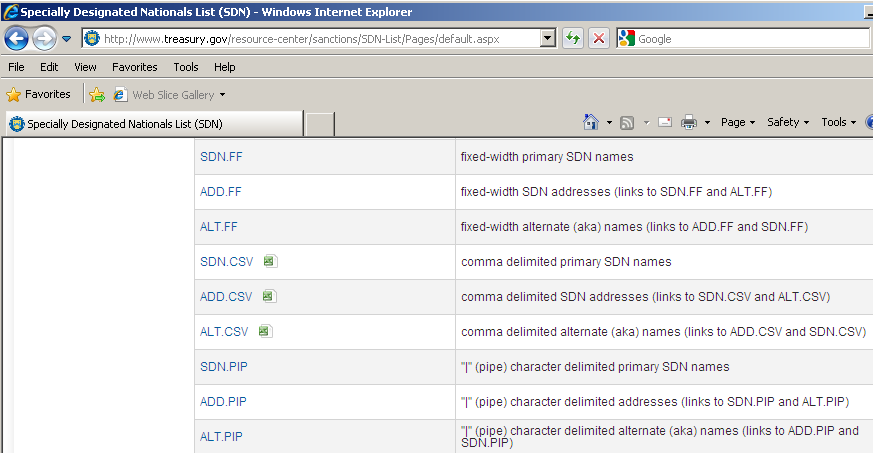 Specially Designated Nationals List (SDN) - Windows Internet Explorer
http://www.treasury.gov/resource-center/sanctions/SDN-List/Pages/default.aspx Google
File Edit View Favorites Tools Help
Favorites Web Slice Gallery
Specially Designated Nationals List (SDN) Page Safety Tools
SDN.FF fixed-width primary SDN names
ADD.FF fixed-width SDN addresses (links to SDN.FF and ALT.FF)
ALT.FF fixed-width alternate (aka) names (links to ADD.FF and SDN.FF)
SDN.CSV comma delimited primary SDN names
ADD.CSV comma delimited SDN addresses (links to SDN.CSV and ALT.CSV)
ALT.CSV comma delimited alternate (aka) names (links to ADD.CSV and SDN.CSV)
SDN.PIP "|" (pipe) character delimited primary SDN names
ADD.PIP "|" (pipe) character delimited addresses (links to SDN.PIP and ALT.PIP)
ALT.PIP "|" (pipe) character delimited alternate (aka) names (links to ADD.PIP and
SDN.PIP)